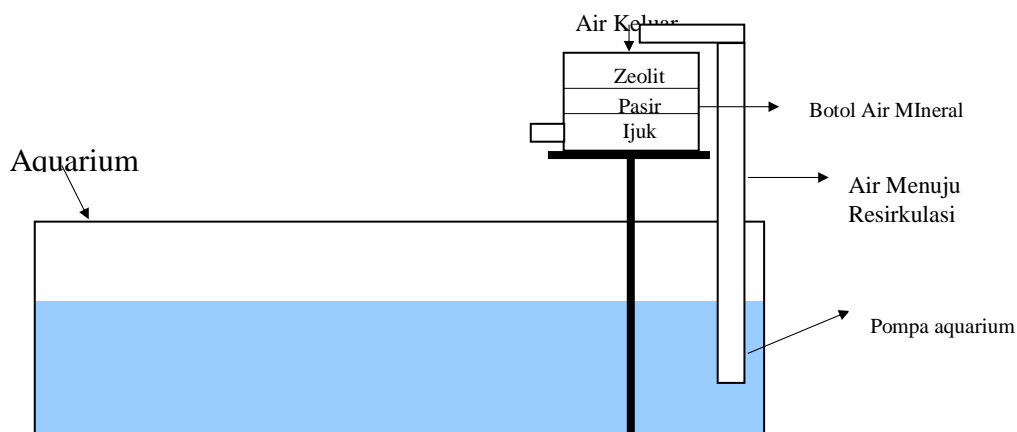 Air Keluar
Zeolit
Pasir
Ijuk
Botol Air MIneral
Aquarium
Air Menuju
Resirkulasi
Pompa aquarium